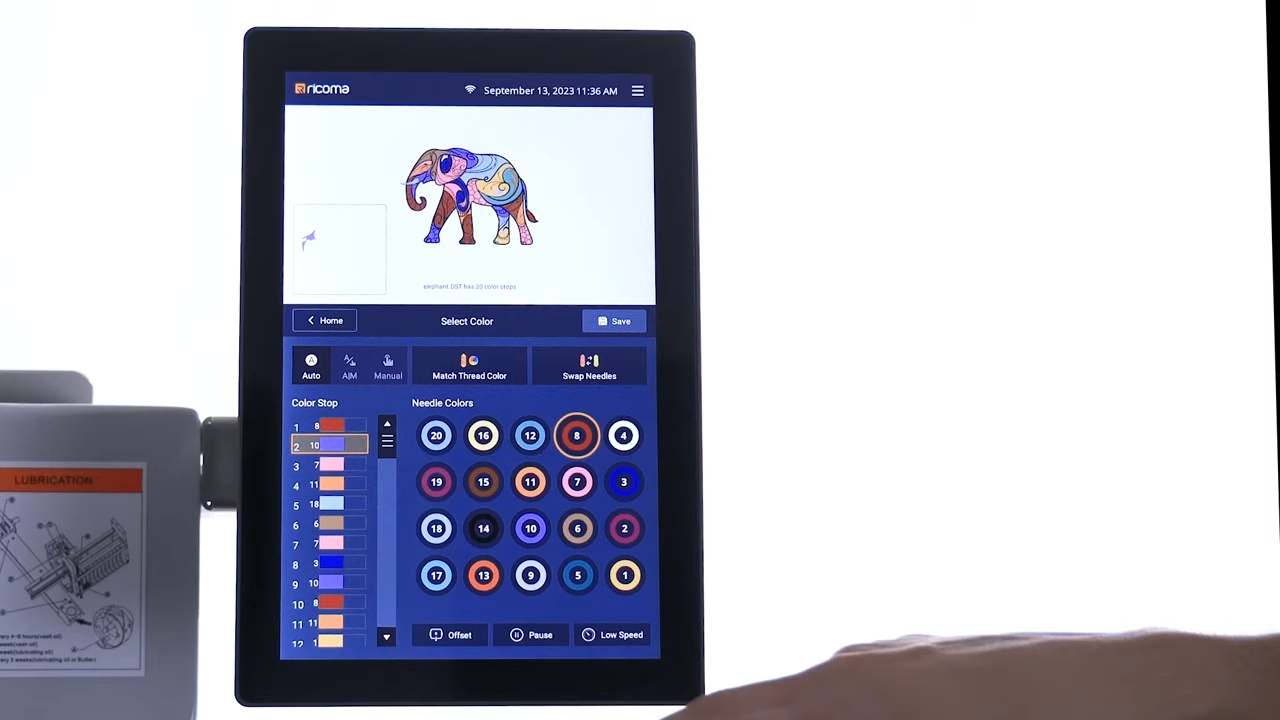 ricoma
September 13, 2023 11:36 AM
elephant.DST has 20 color stops
Home
Select Color
Save
A
Auto
A|M
Manual
Match Thread Color
Swap Needles
Color Stop
Needle Colors
1 8
2 10
3 7
4 11
5 18
6 6
7 7
8 3
9 10
10 8
11 11
12 1
20 16 12 8 4
19 15 11 7 3
18 14 10 6 2
17 13 9 5 1
Offset
Pause
Low Speed
LUBRICATION